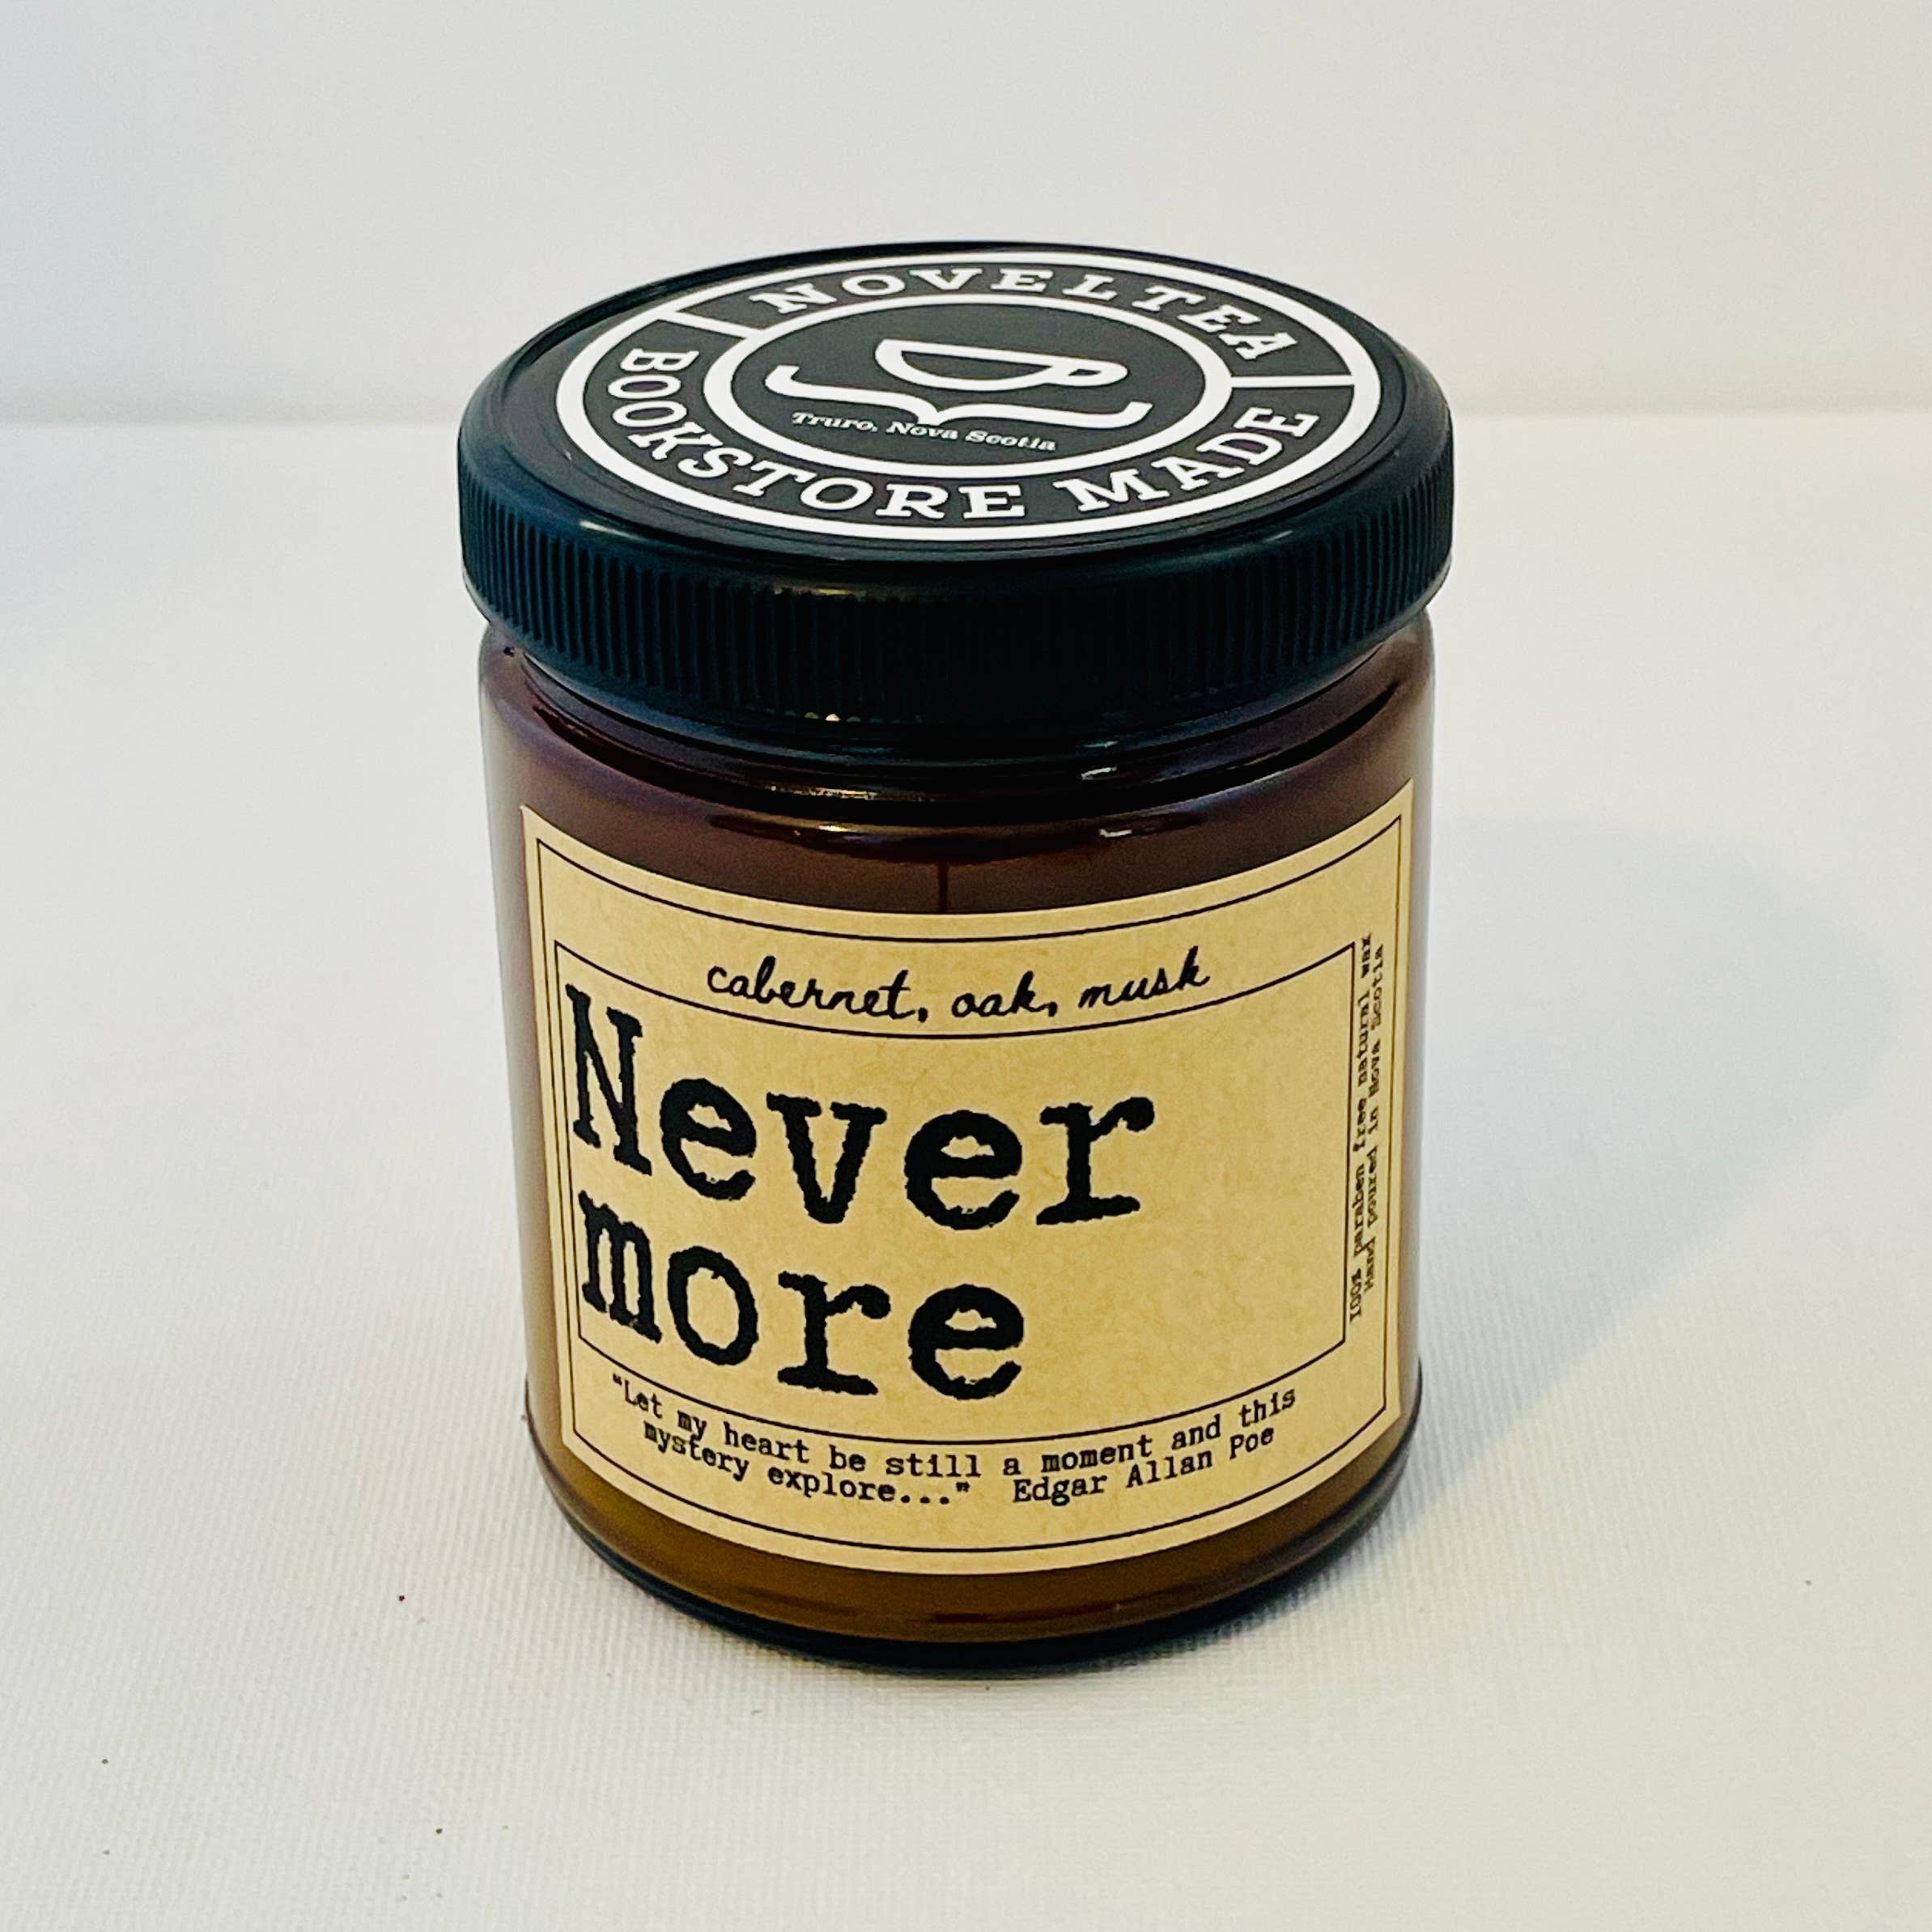 NOVELTEA
Truro, Nova Scotia
BOOKSTORE MADE
cabernet, oak, musk
Never
more
"Let my heart be still a moment and this
mystery explore..." Edgar Allan Poe
100% paraben free natural wax
Hand poured in Nova Scotia